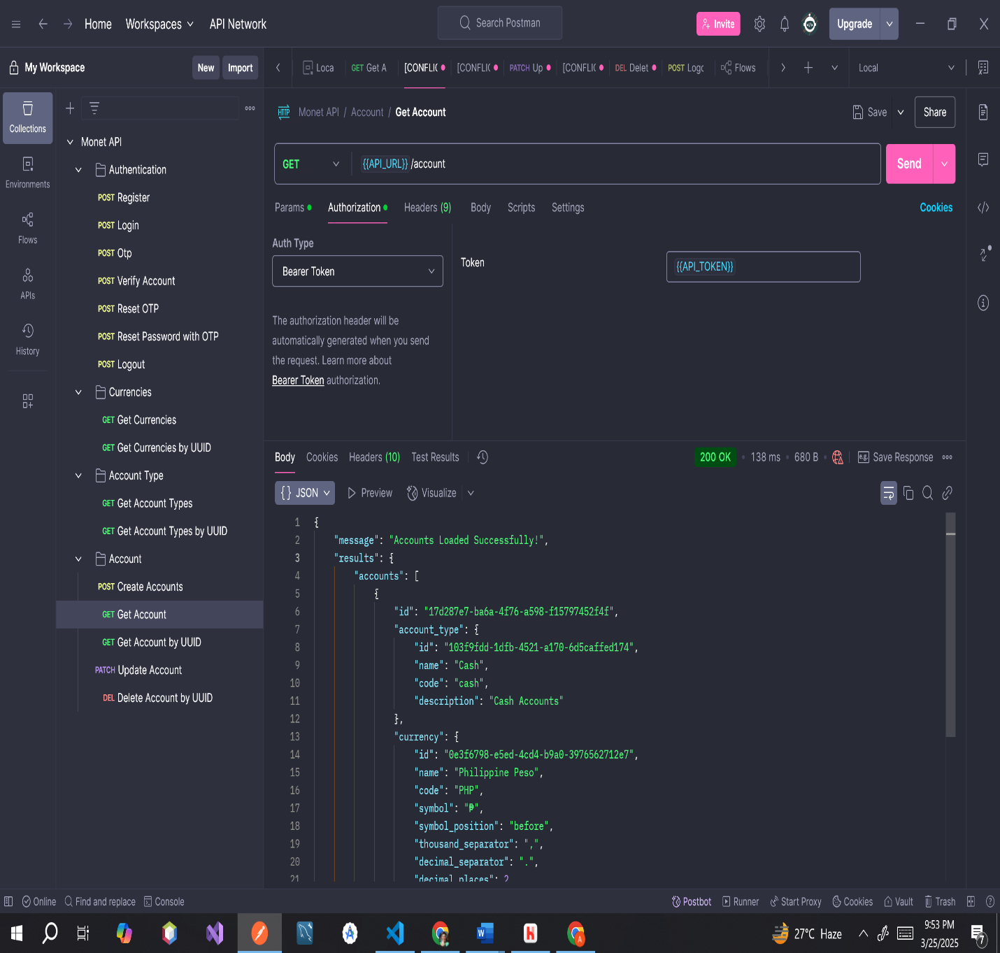 Home Workspaces API Network Search Postman Invite Upgrade
My Workspace New Import Loca GET Get A [CONFLIC [CONFLIC PATCH Up [CONFLIC DEL Delet POST Logo Flows Local
Collections
Environments
Flows
APIs
History
Monet API
Authentication
POST Register
POST Login
POST Otp
POST Verify Account
POST Reset OTP
POST Reset Password with OTP
POST Logout
Currencies
GET Get Currencies
GET Get Currencies by UUID
Account Type
GET Get Account Types
GET Get Account Types by UUID
Account
POST Create Accounts
GET Get Account
GET Get Account by UUID
PATCH Update Account
DEL Delete Account by UUID
HTTP Monet API / Account / Get Account Save Share
GET {{API_URL}} /account Send
Params Authorization Headers (9) Body Scripts Settings Cookies
Auth Type
Bearer Token
Token {{API_TOKEN}}
The authorization header will be
automatically generated when you send
the request. Learn more about
Bearer Token authorization.
Body Cookies Headers (10) Test Results 200 OK • 138 ms • 680 B • e.g. Save Response
{} JSON Preview Visualize
1 {
2 "message": "Accounts Loaded Successfully!",
3 "results": {
4 "accounts": [
5 {
6 "id": "17d287e7-ba6a-4f76-a598-f15797452f4f",
7 "account_type": {
8 "id": "103f9fdd-1dfb-4521-a170-6d5caffed174",
9 "name": "Cash",
10 "code": "cash",
11 "description": "Cash Accounts"
12 },
13 "currency": {
14 "id": "0e3f6798-e5ed-4cd4-b9a0-3976562712e7",
15 "name": "Philippine Peso",
16 "code": "PHP",
17 "symbol": "₱",
18 "symbol_position": "before",
19 "thousand_separator": ",",
20 "decimal_separator": ".",
21 "decimal_places": 2
Online Find and replace Console Postbot Runner Start Proxy Cookies Vault Trash
27°C Haze 9:53 PM
3/25/2025 7